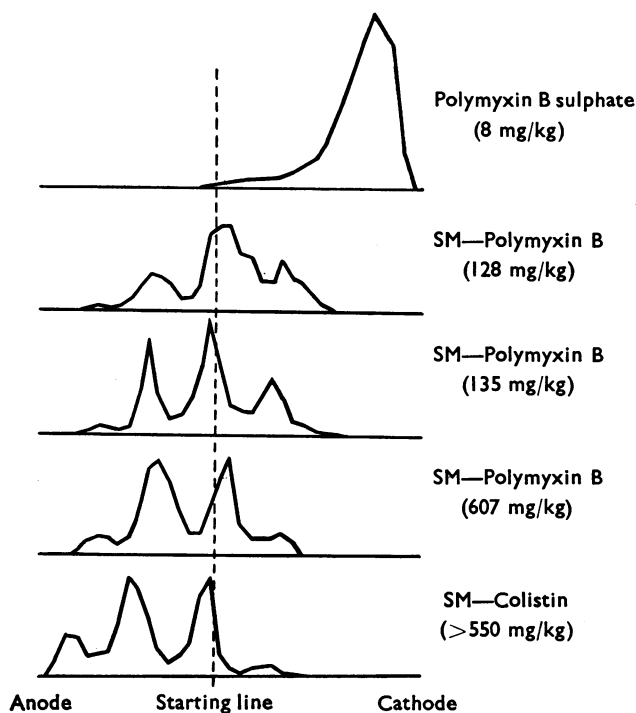 Polymyxin B sulphate
(8 mg/kg)
SM—Polymyxin B
(128 mg/kg)
SM—Polymyxin B
(135 mg/kg)
SM—Polymyxin B
(607 mg/kg)
SM—Colistin
(>550 mg/kg)
Anode Starting line Cathode